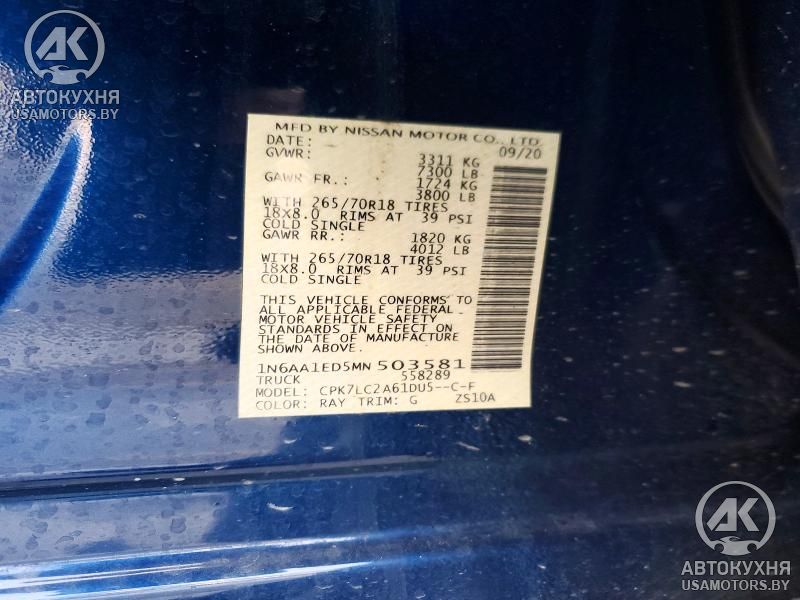 АК
АВТОКУХНЯ
USAMOTORS.BY
MFD BY NISSAN MOTOR CO., LTD.
DATE: 09/20
GVWR: 3311 KG
7300 LB
GAWR FR.: 1724 KG
3800 LB
WITH 265/70R18 TIRES
18X8.0 RIMS AT 39 PSI
COLD SINGLE
GAWR RR.: 1820 KG
4012 LB
WITH 265/70R18 TIRES
18X8.0 RIMS AT 39 PSI
COLD SINGLE
THIS VEHICLE CONFORMS TO
ALL APPLICABLE FEDERAL
MOTOR VEHICLE SAFETY
STANDARDS IN EFFECT ON
THE DATE OF MANUFACTURE
SHOWN ABOVE.
1N6AA1ED5MN 503581
TRUCK 558289
MODEL: CPK7LC2A61DU5--C-F
COLOR: RAY TRIM: G ZS10A
АК
АВТОКУХНЯ
USAMOTORS.BY